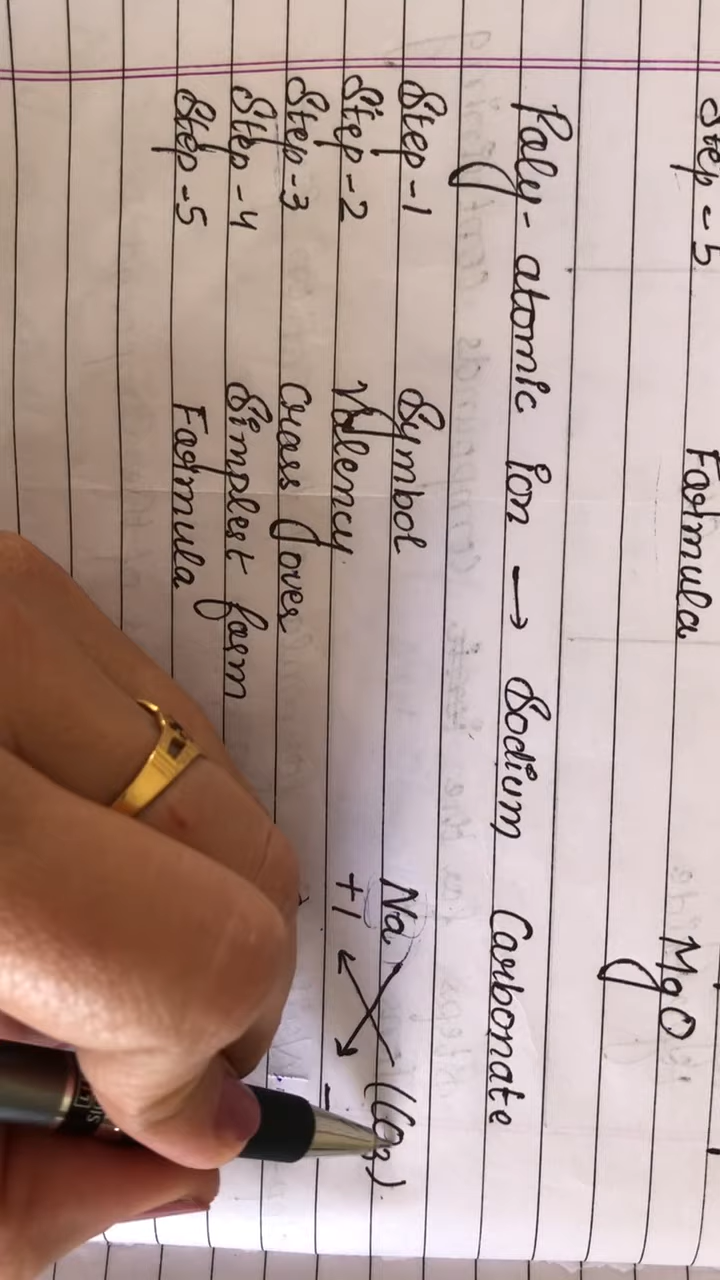 Step - 5 Formula MgO
Poly-atomic ion → Sodium Carbonate
Step-1 Symbol Na (Co3)
Step-2 Valency +1 -
Step-3 Cross over
Step-4 Simplest form
Step-5 Formula